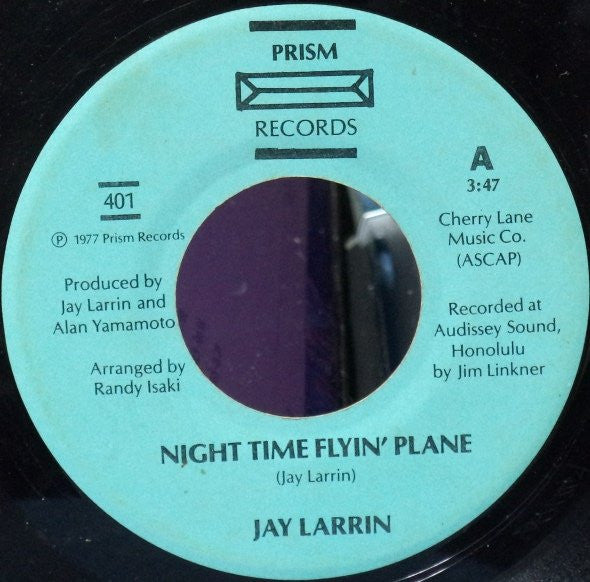 PRISM
RECORDS
401
℗ 1977 Prism Records
Produced by
Jay Larrin and
Alan Yamamoto
Arranged by
Randy Isaki
A
3:47
Cherry Lane
Music Co.
(ASCAP)
Recorded at
Audissey Sound,
Honolulu
by Jim Linkner
NIGHT TIME FLYIN' PLANE
(Jay Larrin)
JAY LARRIN